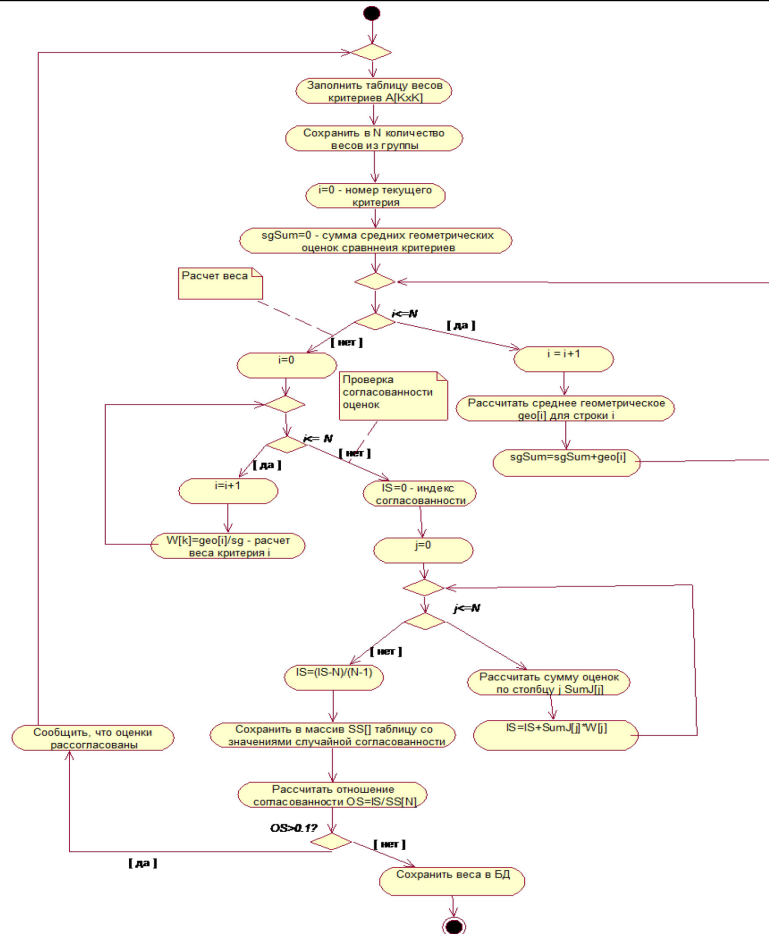 Заполнить таблицу весов
критериев A[KxK]
Сохранить в N количество
весов из группы
i=0 - номер текущего
критерия
sgSum=0 - сумма средних геометрических
оценок сравннеия критериев
Расчет веса
i<=N
[ да ]
[ нет ]
i=0
i = i+1
Проверка
согласованности
оценок
Рассчитать среднее геометрическое
geo[i] для строки i
i<= N
[ да ]
[ нет ]
sgSum=sgSum+geo[i]
i=i+1
IS=0 - индекс
согласованности
W[k]=geo[i]/sg - расчет
веса критерия i
j=0
j<=N
[ нет ]
IS=(IS-N)/(N-1)
Рассчитать сумму оценок
по столбцу j SumJ[j]
Сообщить, что оценки
рассогласованы
Сохранить в массив SS[] таблицу со
значениями случайной согласованности
IS=IS+SumJ[j]*W[j]
Рассчитать отношение
согласованности OS=IS/SS[N]
OS>0.1?
[ да ]
[ нет ]
Сохранить веса в БД